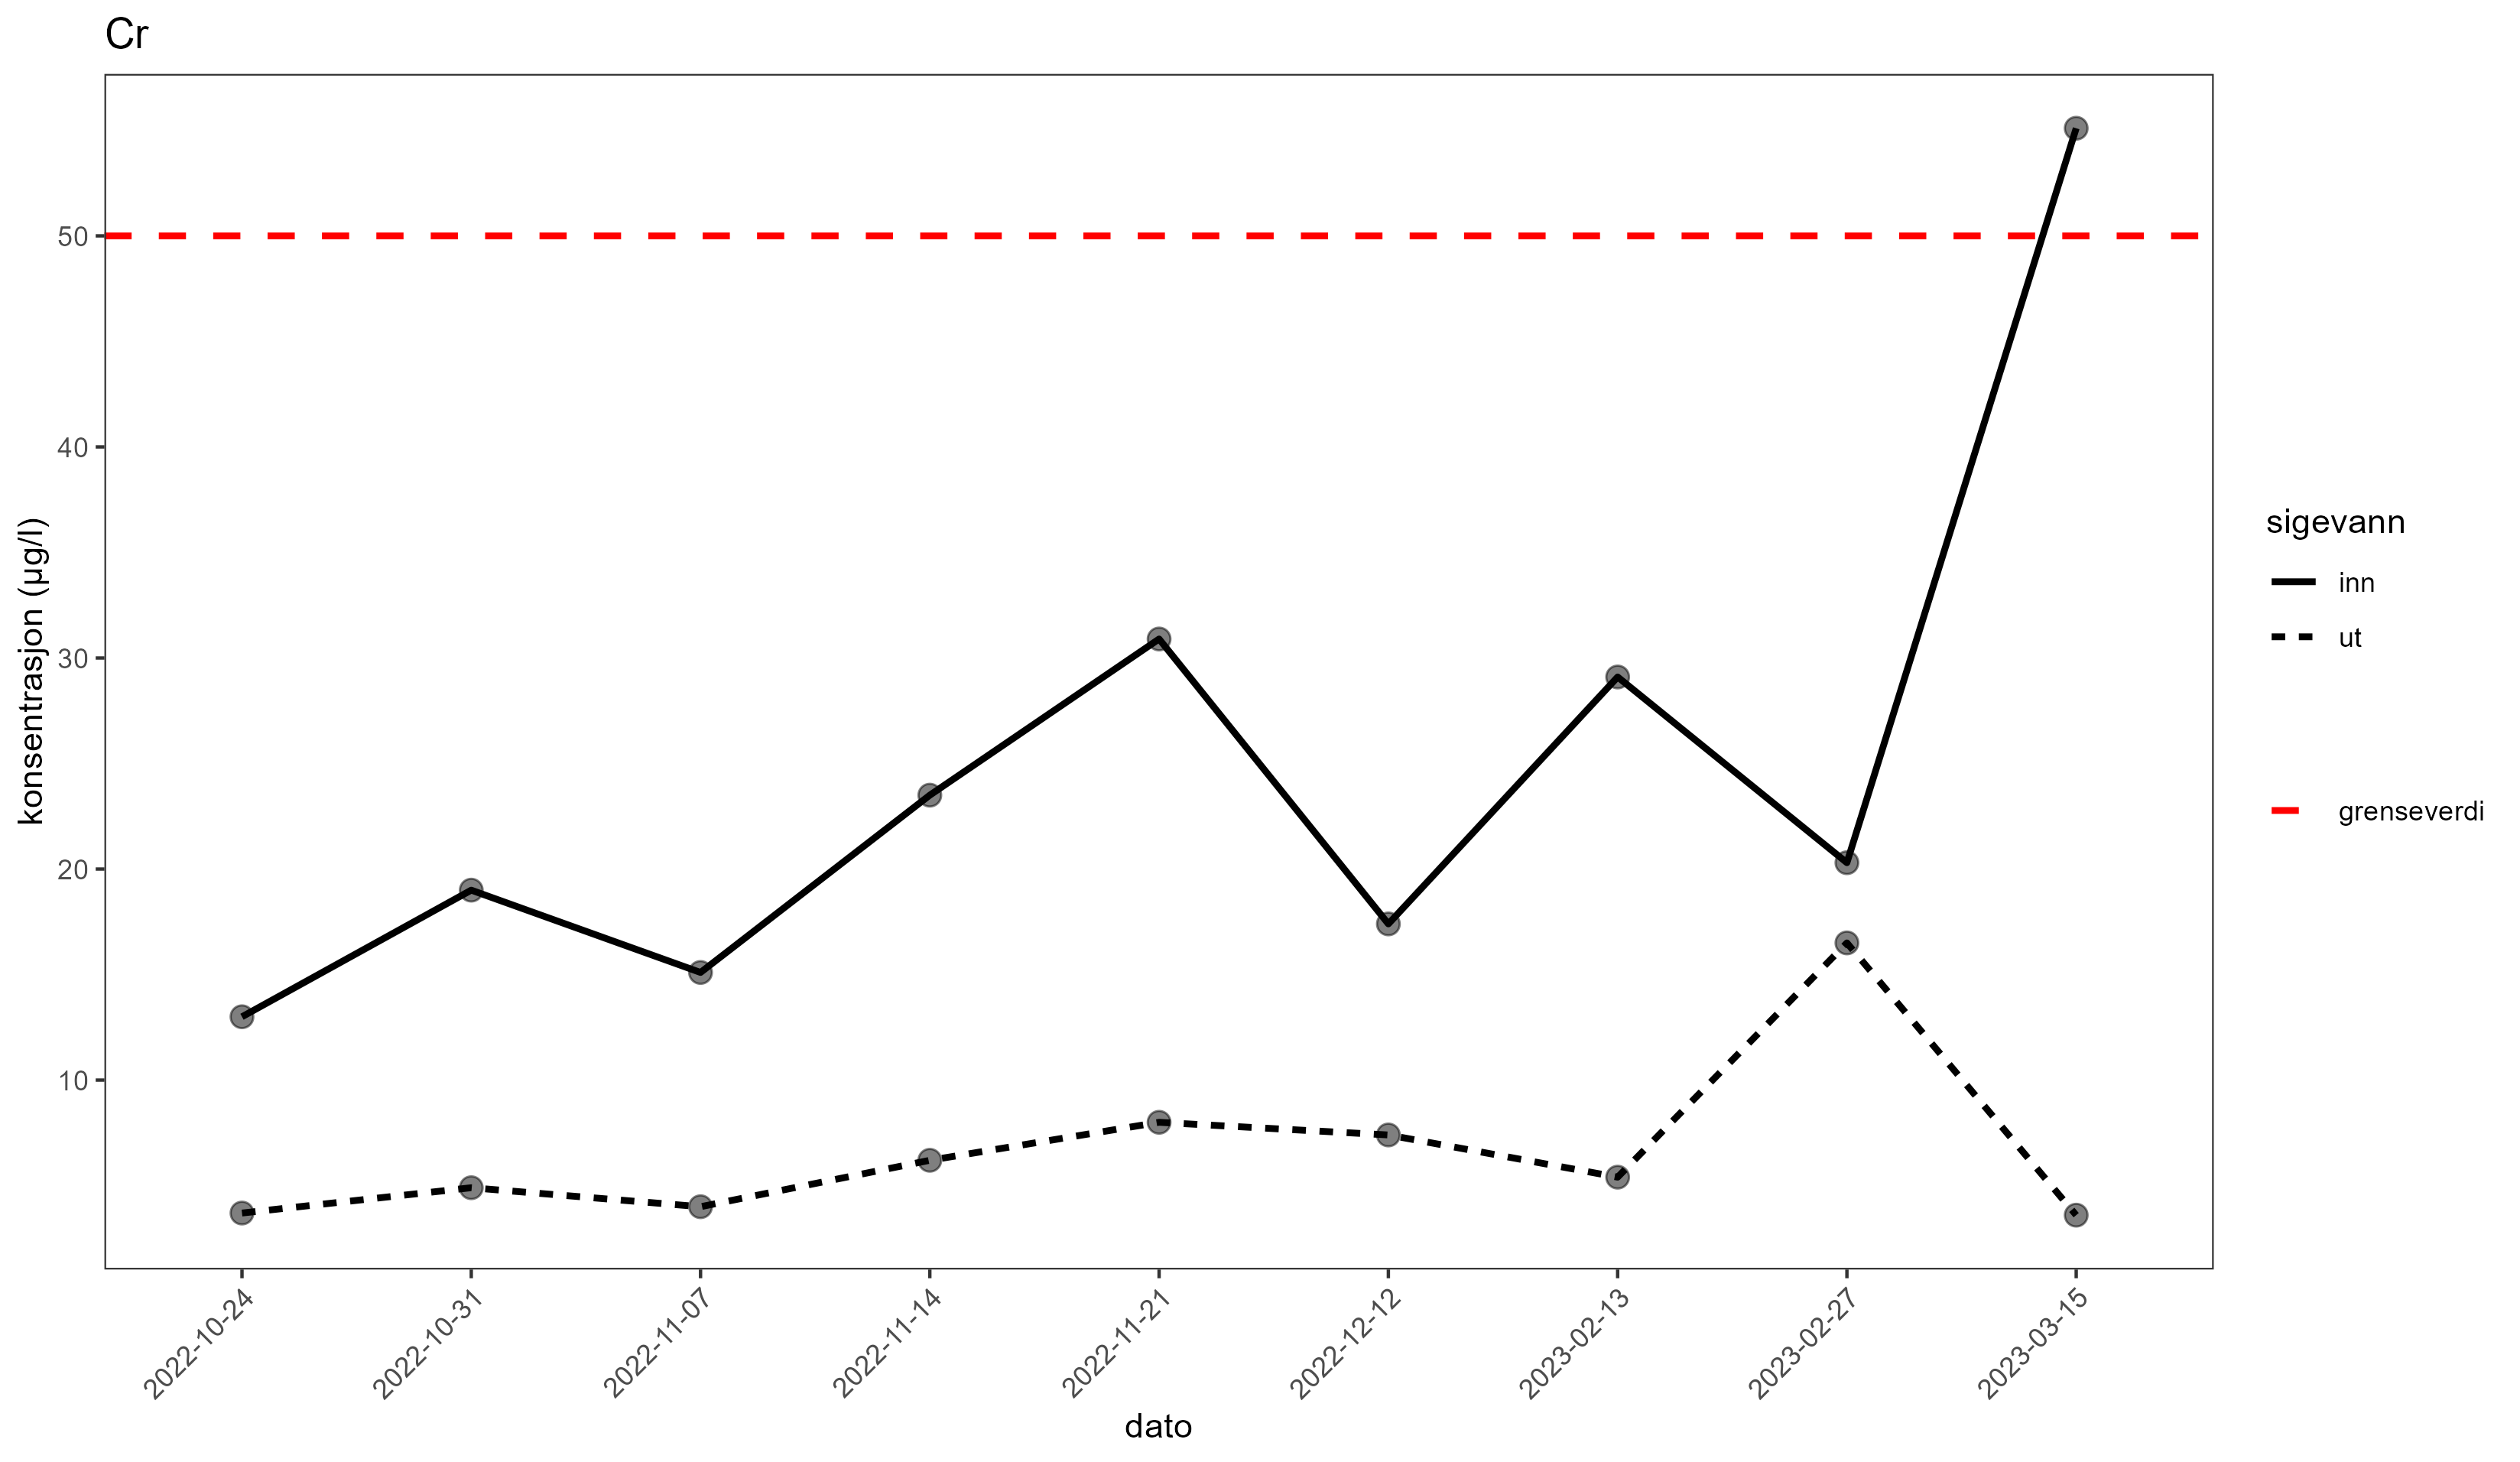 Cr
konsentrasjon (µg/l)
50
40
30
20
10
2022-10-24
2022-10-31
2022-11-07
2022-11-14
2022-11-21
2022-12-12
2023-02-13
2023-02-27
2023-03-15
dato
sigevann
inn
ut
grenseverdi